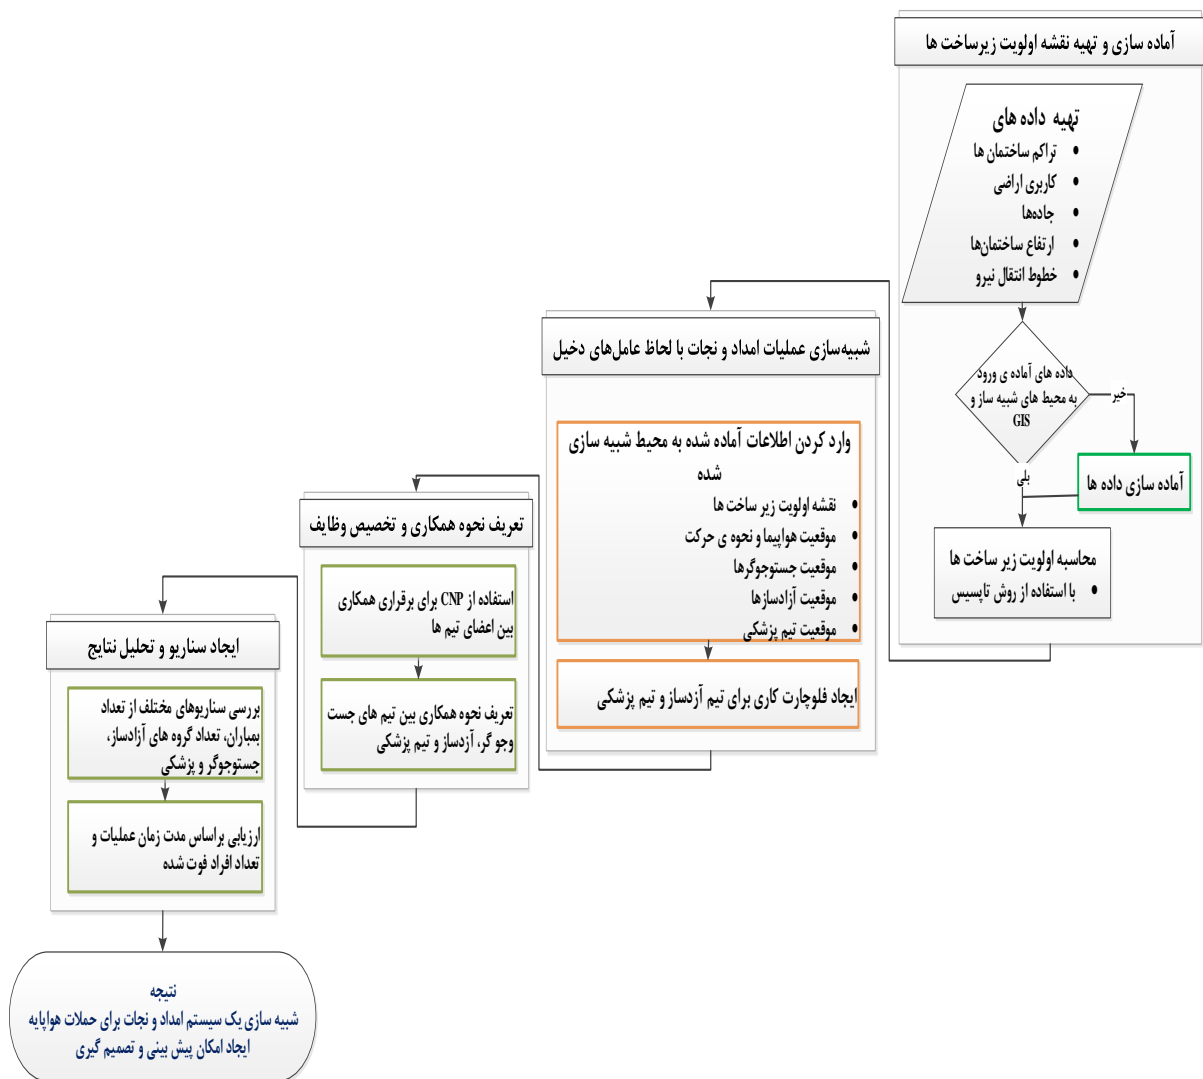 آماده سازی و تهیه نقشه اولویت زیرساخت ها
تهیه داده های
• تراکم ساختمان ها
• کاربری اراضی
• جاده‌ها
• ارتفاع ساختمان‌ها
• خطوط انتقال نیرو
داده های آماده ی ورود
به محیط های شبیه ساز و
GIS
خیر
بلی
آماده سازی داده ها
محاسبه اولویت زیر ساخت ها
• با استفاده از روش تاپسیس
شبیه‌سازی عملیات امداد و نجات با لحاظ عامل‌های دخیل
وارد کردن اطلاعات آماده شده به محیط شبیه سازی
شده
• نقشه اولویت زیر ساخت ها
• موقعیت هواپیما و نحوه ی حرکت
• موقعیت جستوجوگرها
• موقعیت آزادسازها
• موقعیت تیم پزشکی
ایجاد فلوچارت کاری برای تیم آزدساز و تیم پزشکی
تعریف نحوه همکاری و تخصیص وظایف
استفاده از CNP برای برقراری همکاری
بین اعضای تیم ها
تعریف نحوه همکاری بین تیم های جست
وجو گر، آزدساز و تیم پزشکی
ایجاد سناریو و تحلیل نتایج
بررسی سناریوهای مختلف از تعداد
بمباران، تعداد گروه های آزادساز،
جستوجوگر و پزشکی
ارزیابی براساس مدت زمان عملیات و
تعداد افراد فوت شده
نتیجه
شبیه سازی یک سیستم امداد و نجات برای حملات هواپایه
ایجاد امکان پیش بینی و تصمیم گیری